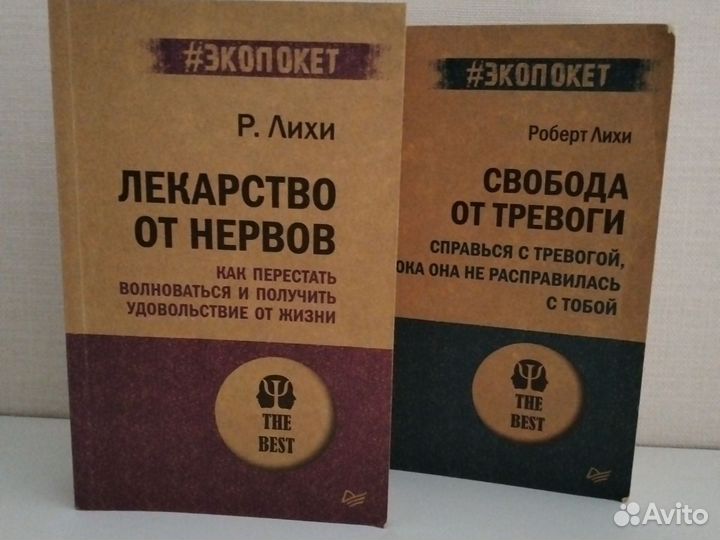 #ЭКОПОКЕТ
Р. Лихи
ЛЕКАРСТВО
ОТ НЕРВОВ
КАК ПЕРЕСТАТЬ
ВОЛНОВАТЬСЯ И ПОЛУЧИТЬ
УДОВОЛЬСТВИЕ ОТ ЖИЗНИ
THE
BEST
#ЭКОПОКЕТ
Роберт Лихи
СВОБОДА
ОТ ТРЕВОГИ
СПРАВЬСЯ С ТРЕВОГОЙ,
ОКА ОНА НЕ РАСПРАВИЛАСЬ
С ТОБОЙ
THE
BEST
Avito